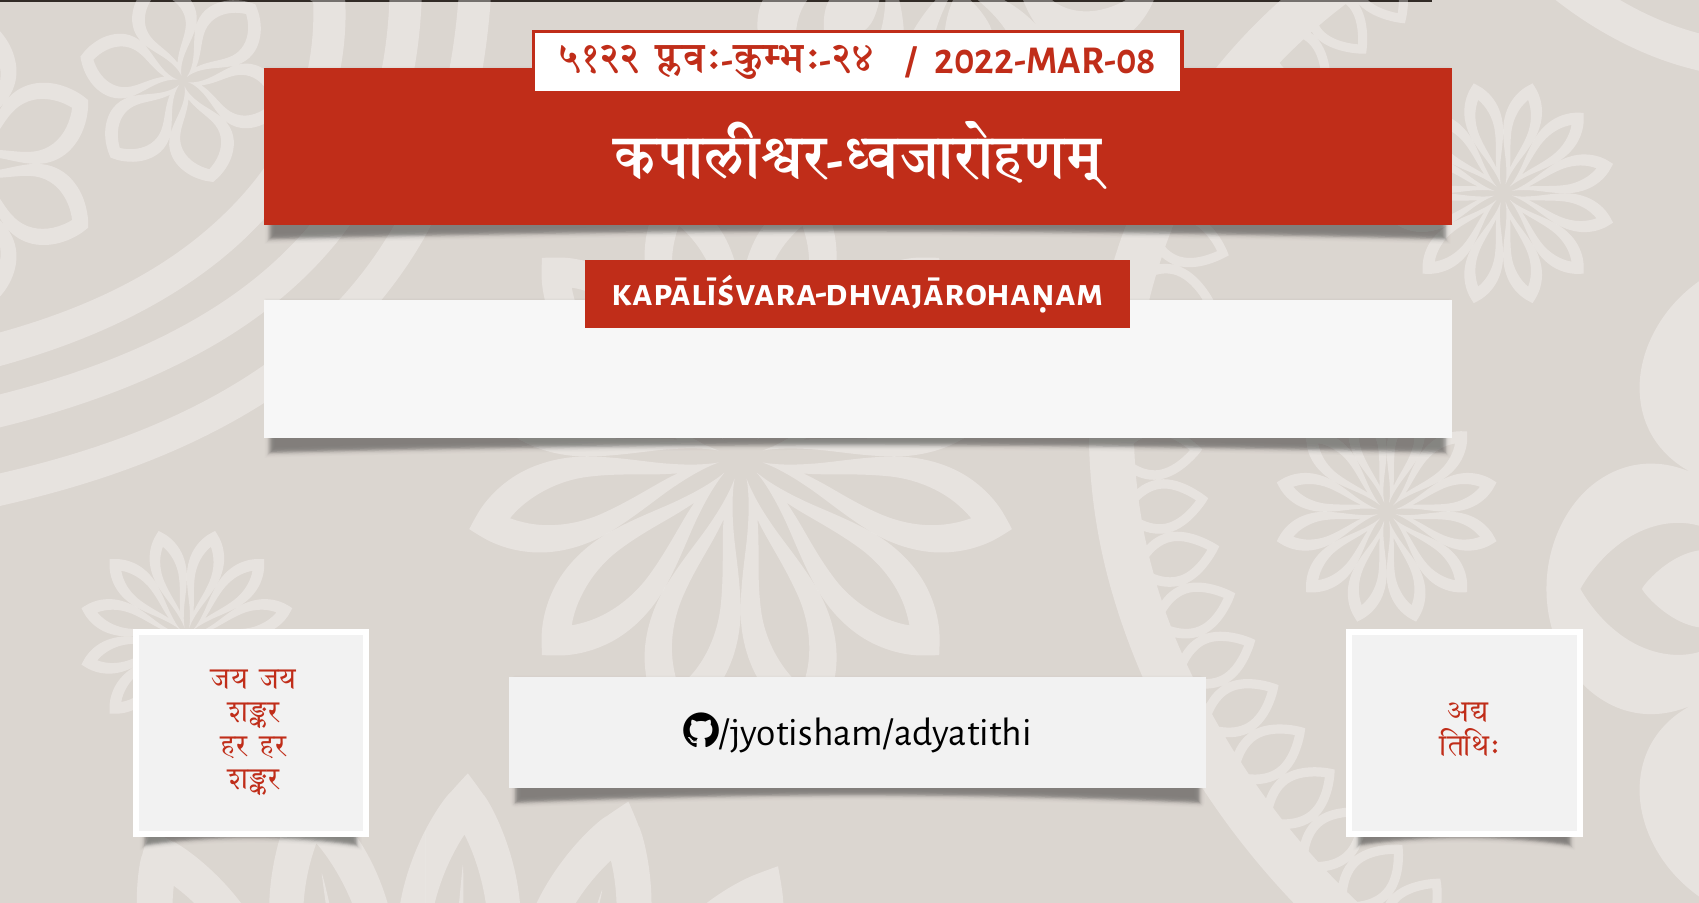 ५१२२ प्लवः-कुम्भः-२४ / 2022-MAR-08
कपालीश्वर-ध्वजारोहणम्
KAPĀLĪŚVARA-DHVAJĀROHAṆAM
जय जय
शङ्कर
हर हर
शङ्कर
/jyotisham/adyatithi
अद्य
तिथिः